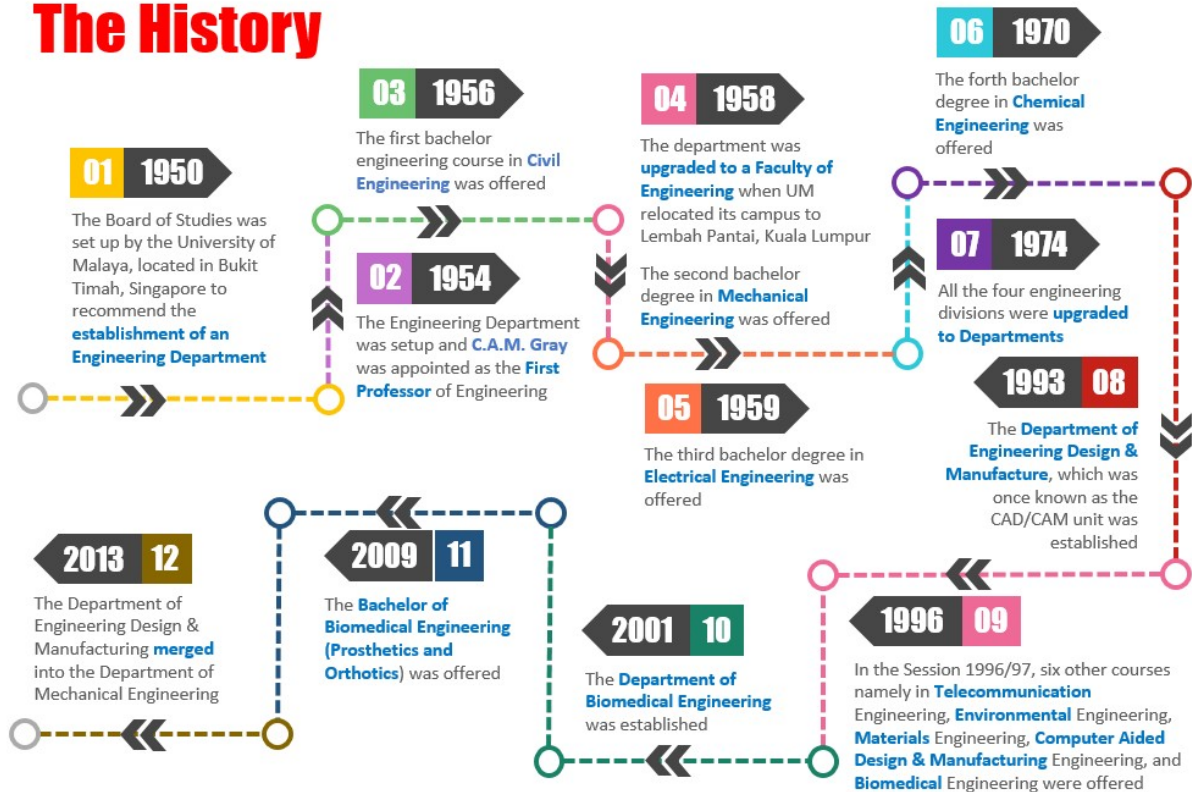 The History
01 1950
The Board of Studies was
set up by the University of
Malaya, located in Bukit
Timah, Singapore to
recommend the
establishment of an
Engineering Department
02 1954
The Engineering Department
was setup and C.A.M. Gray
was appointed as the First
Professor of Engineering
03 1956
The first bachelor
engineering course in Civil
Engineering was offered
04 1958
The department was
upgraded to a Faculty of
Engineering when UM
relocated its campus to
Lembah Pantai, Kuala Lumpur
The second bachelor
degree in Mechanical
Engineering was offered
05 1959
The third bachelor degree in
Electrical Engineering was
offered
06 1970
The forth bachelor
degree in Chemical
Engineering was
offered
07 1974
All the four engineering
divisions were upgraded
to Departments
1993 08
The Department of
Engineering Design &
Manufacture, which was
once known as the
CAD/CAM unit was
established
1996 09
In the Session 1996/97, six other courses
namely in Telecommunication
Engineering, Environmental Engineering,
Materials Engineering, Computer Aided
Design & Manufacturing Engineering, and
Biomedical Engineering were offered
2001 10
The Department of
Biomedical Engineering
was established
2009 11
The Bachelor of
Biomedical Engineering
(Prosthetics and
Orthotics) was offered
2013 12
The Department of
Engineering Design &
Manufacturing merged
into the Department of
Mechanical Engineering